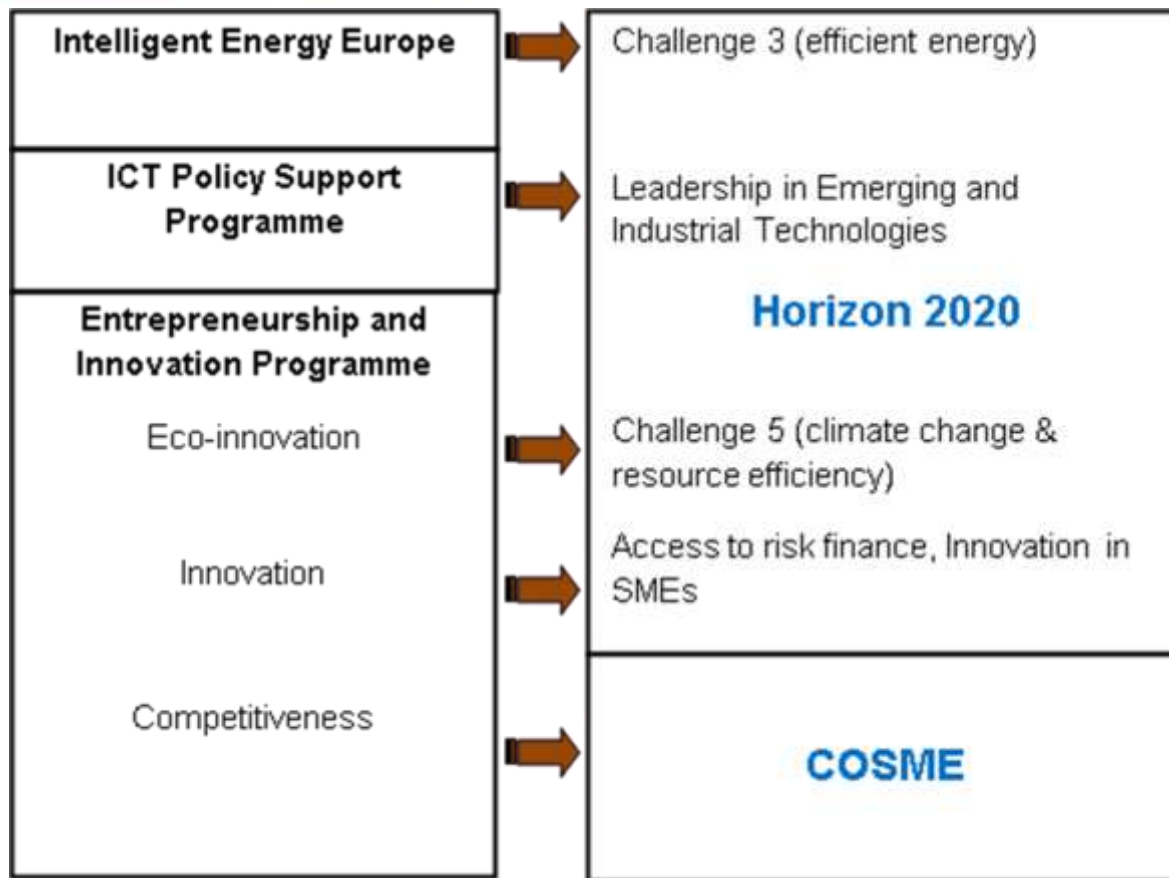 Intelligent Energy Europe
Challenge 3 (efficient energy)
ICT Policy Support
Programme
Leadership in Emerging and
Industrial Technologies
Horizon 2020
Entrepreneurship and
Innovation Programme
Eco-innovation
Challenge 5 (climate change &
resource efficiency)
Innovation
Access to risk finance, Innovation in
SMEs
Competitiveness
COSME